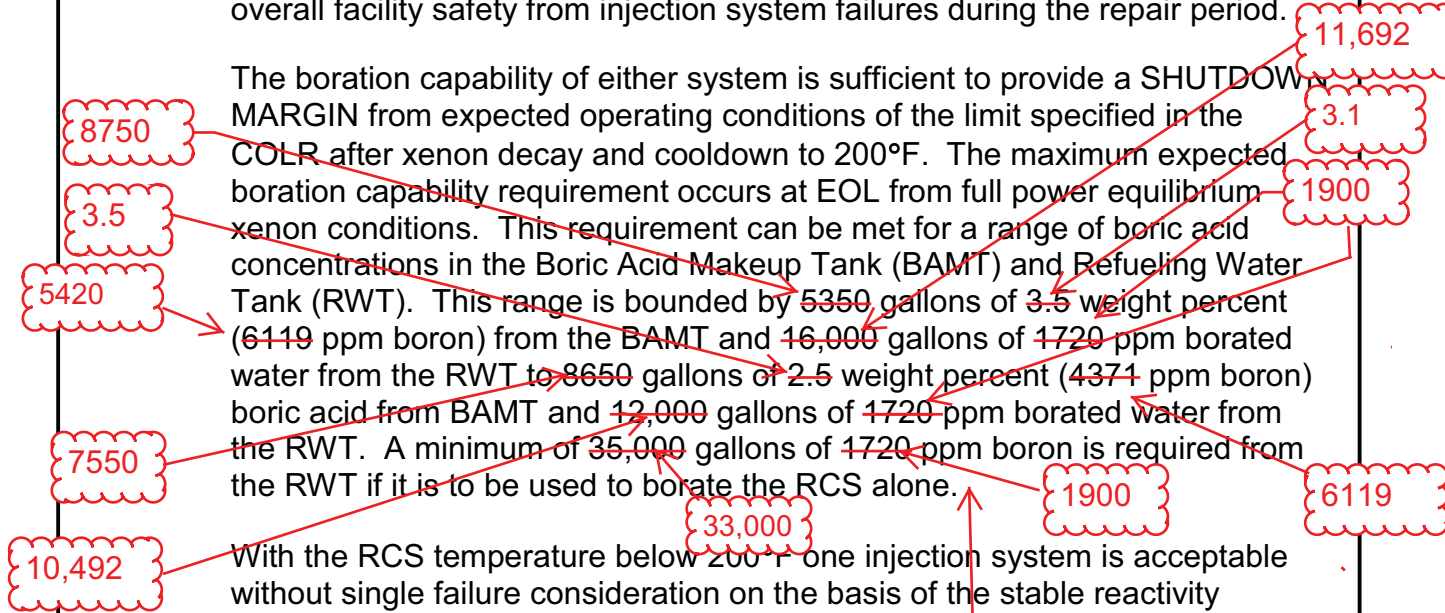 overall facility safety from injection system failures during the repair period.
11,692
The boration capability of either system is sufficient to provide a SHUTDOWN
8750
MARGIN from expected operating conditions of the limit specified in the
3.1
COLR after xenon decay and cooldown to 200°F. The maximum expected
boration capability requirement occurs at EOL from full power equilibrium
1900
3.5
xenon conditions. This requirement can be met for a range of boric acid
concentrations in the Boric Acid Makeup Tank (BAMT) and Refueling Water
5420
Tank (RWT). This range is bounded by 5350 gallons of 3.5 weight percent
(6119 ppm boron) from the BAMT and 16,000 gallons of 1720 ppm borated
water from the RWT to 8650 gallons of 2.5 weight percent (4371 ppm boron)
boric acid from BAMT and 12,000 gallons of 1720 ppm borated water from
the RWT. A minimum of 35,000 gallons of 1720 ppm boron is required from
7550
the RWT if it is to be used to borate the RCS alone.
1900
6119
33,000
With the RCS temperature below 200°F one injection system is acceptable
10,492
without single failure consideration on the basis of the stable reactivity